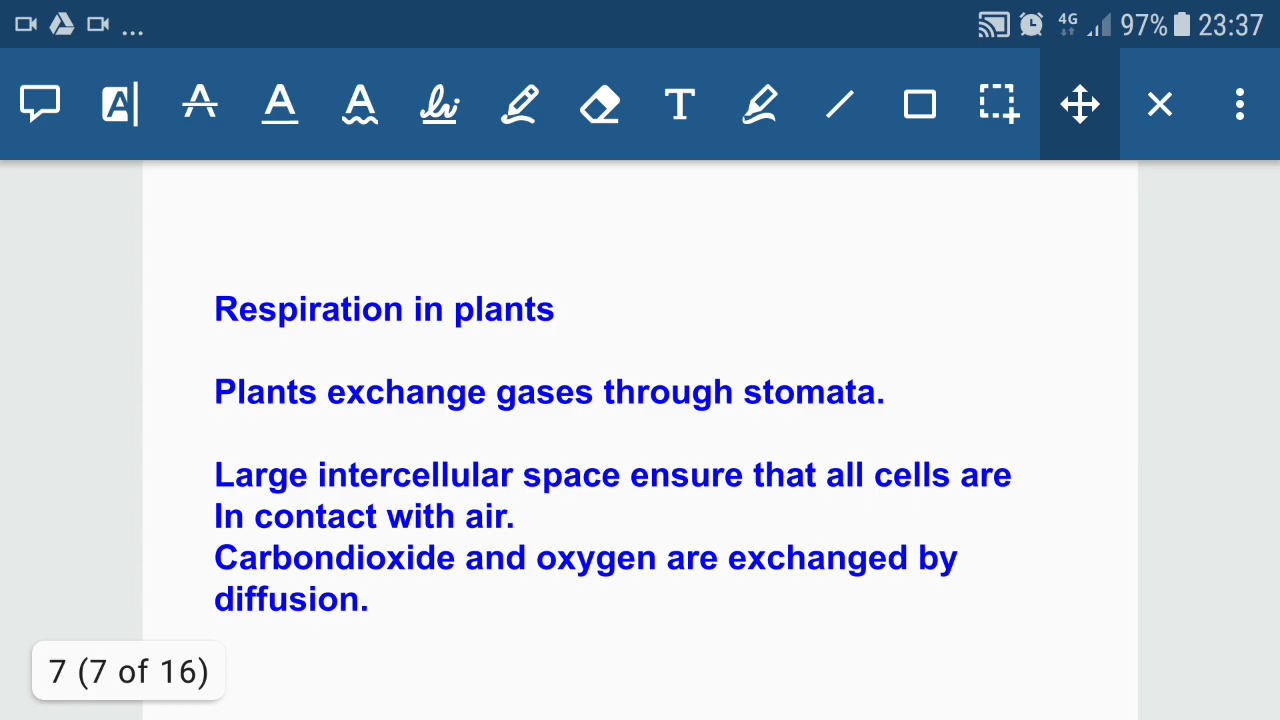 ...
4G 97% 23:37
A A A T
Respiration in plants
Plants exchange gases through stomata.
Large intercellular space ensure that all cells are
In contact with air.
Carbondioxide and oxygen are exchanged by
diffusion.
7 (7 of 16)